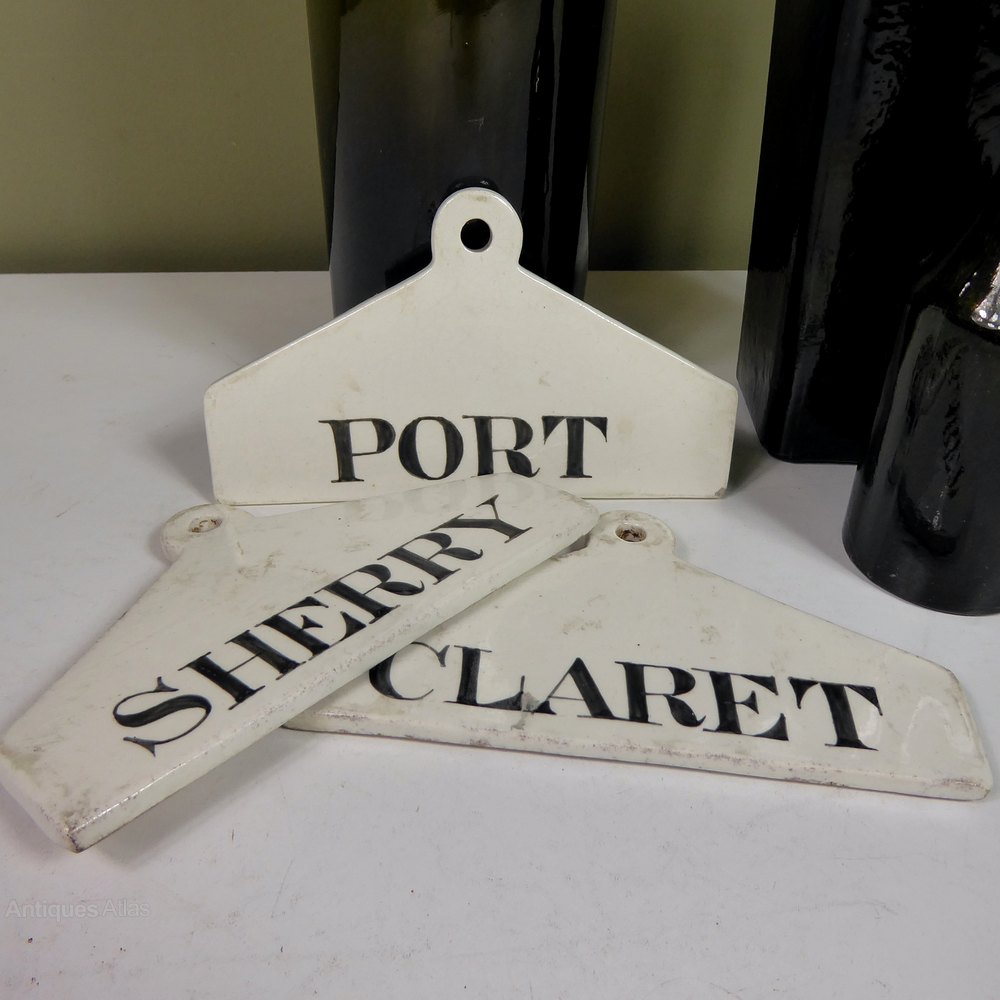 PORT
SHERRY
CLARET
Antiques Atlas